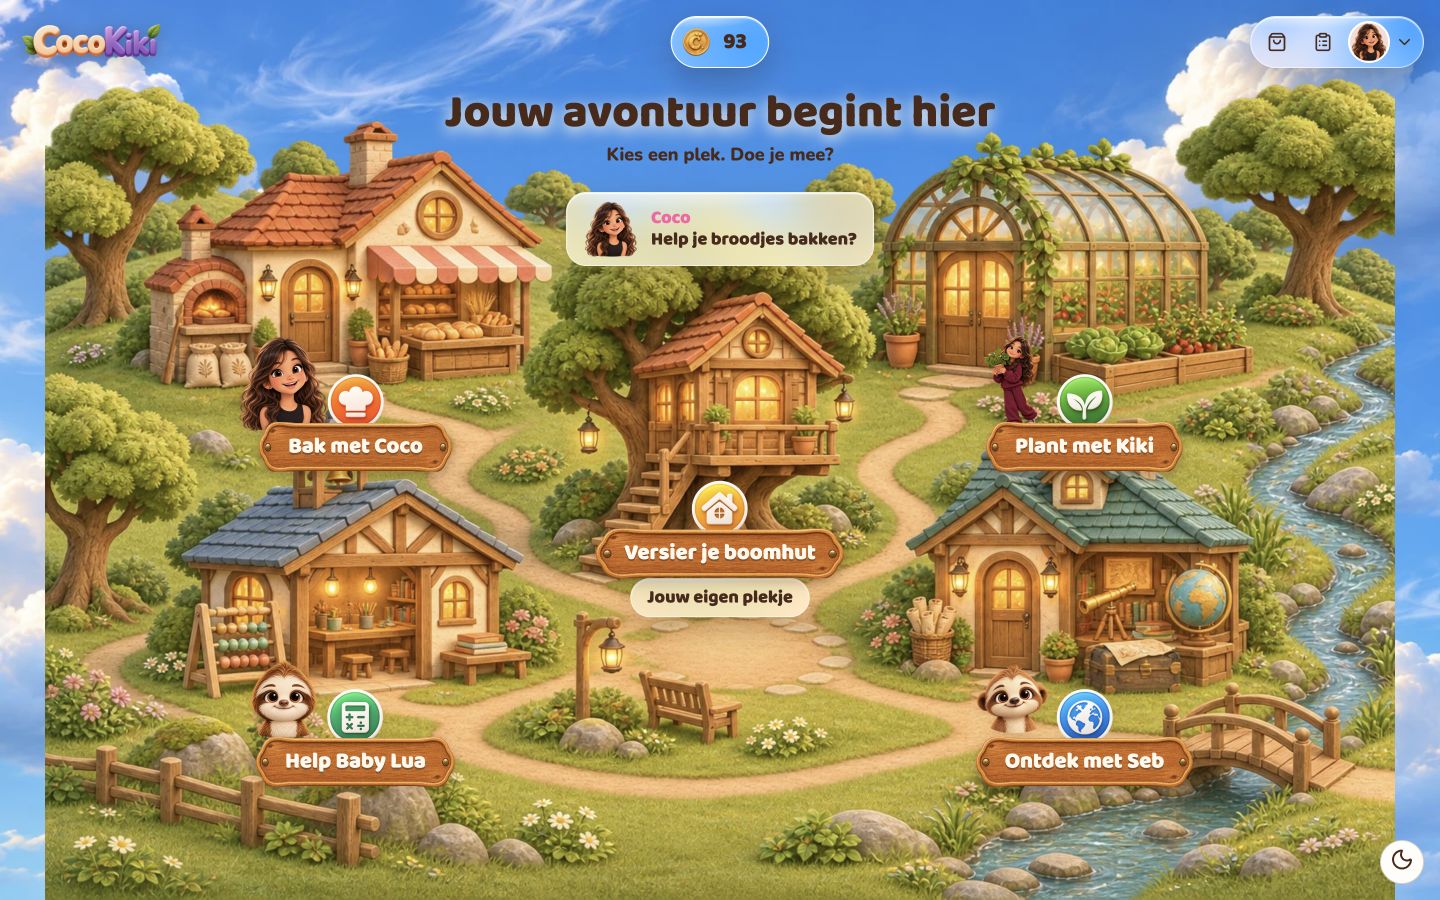 CocoKiki
93
Jouw avontuur begint hier
Kies een plek. Doe je mee?
Coco
Help je broodjes bakken?
Bak met Coco
Plant met Kiki
Versier je boomhut
Jouw eigen plekje
Help Baby Lua
Ontdek met Seb